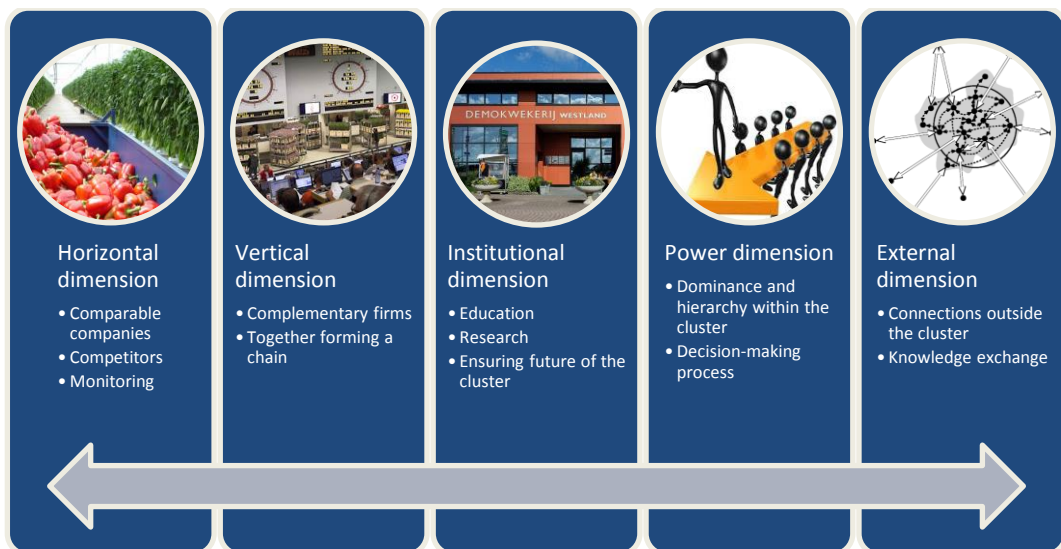 DEMOKWEKERIJ WESTLAND
Horizontal
dimension
• Comparable
companies
• Competitors
• Monitoring
Vertical
dimension
• Complementary firms
• Together forming a
chain
Institutional
dimension
• Education
• Research
• Ensuring future of the
cluster
Power dimension
• Dominance and
hierarchy within the
cluster
• Decision-making
process
External
dimension
• Connections outside
the cluster
• Knowledge exchange